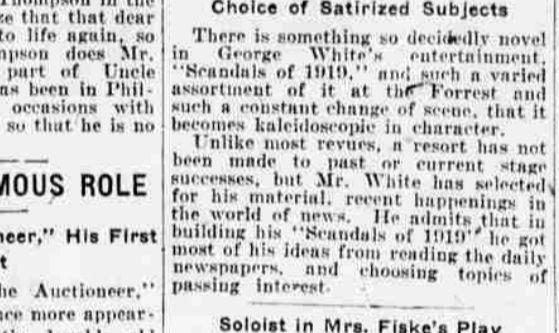 Thompson in the
ze that that dear
to life again, so
mpson does Mr.
part of Uncle
as been in Phil-
occasions with
so that he is no
MOUS ROLE
neer," His First
t
he Auctioneer,"
nce more appear-
Choice of Satirized Subjects
There is something so decidedly novel
in George White's entertainment,
"Scandals of 1919," and such a varied
assortment of it at the Forrest and
such a constant change of scene, that it
becomes kaleidoscopic in character.
Unlike most revues, a resort has not
been made to past or current stage
successes, but Mr. White has selected
for his material, recent happenings in
the world of news. He admits that in
building his "Scandals of 1919" he got
most of his ideas from reading the daily
newspapers, and choosing topics of
passing interest.
Soloist in Mrs. Fiske's Play